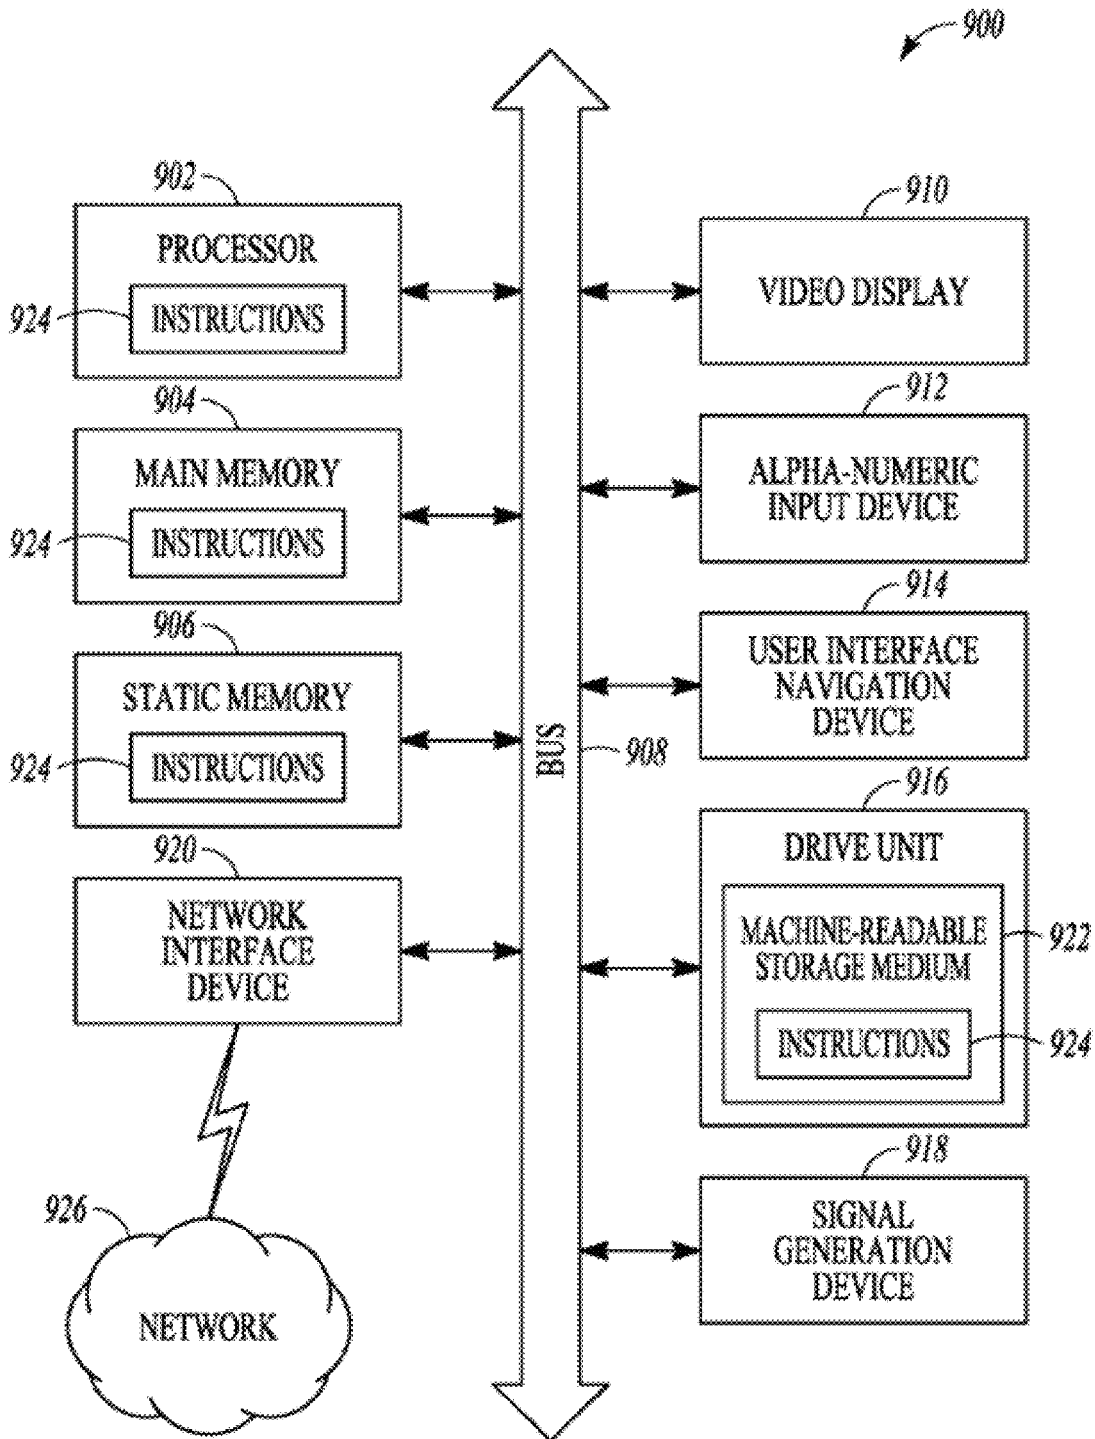 900
902
PROCESSOR
924
INSTRUCTIONS
904
MAIN MEMORY
924
INSTRUCTIONS
906
STATIC MEMORY
924
INSTRUCTIONS
920
NETWORK
INTERFACE
DEVICE
926
NETWORK
BUS
908
910
VIDEO DISPLAY
912
ALPHA-NUMERIC
INPUT DEVICE
914
USER INTERFACE
NAVIGATION
DEVICE
916
DRIVE UNIT
MACHINE-READABLE
STORAGE MEDIUM
922
INSTRUCTIONS
924
918
SIGNAL
GENERATION
DEVICE